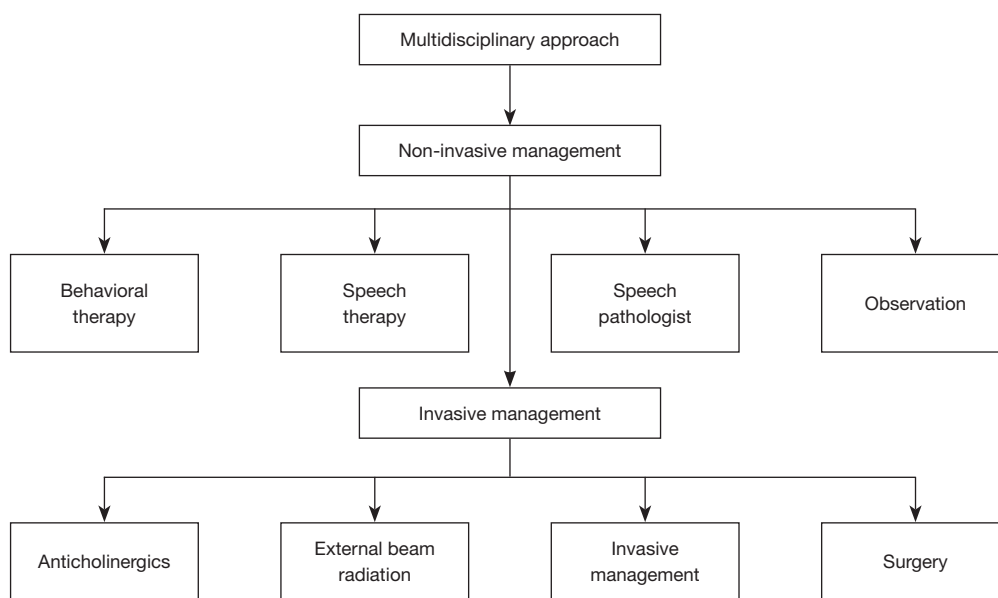 Multidisciplinary approach
Non-invasive management
Behavioral
therapy
Speech
therapy
Speech
pathologist
Observation
Invasive management
Anticholinergics
External beam
radiation
Invasive
management
Surgery